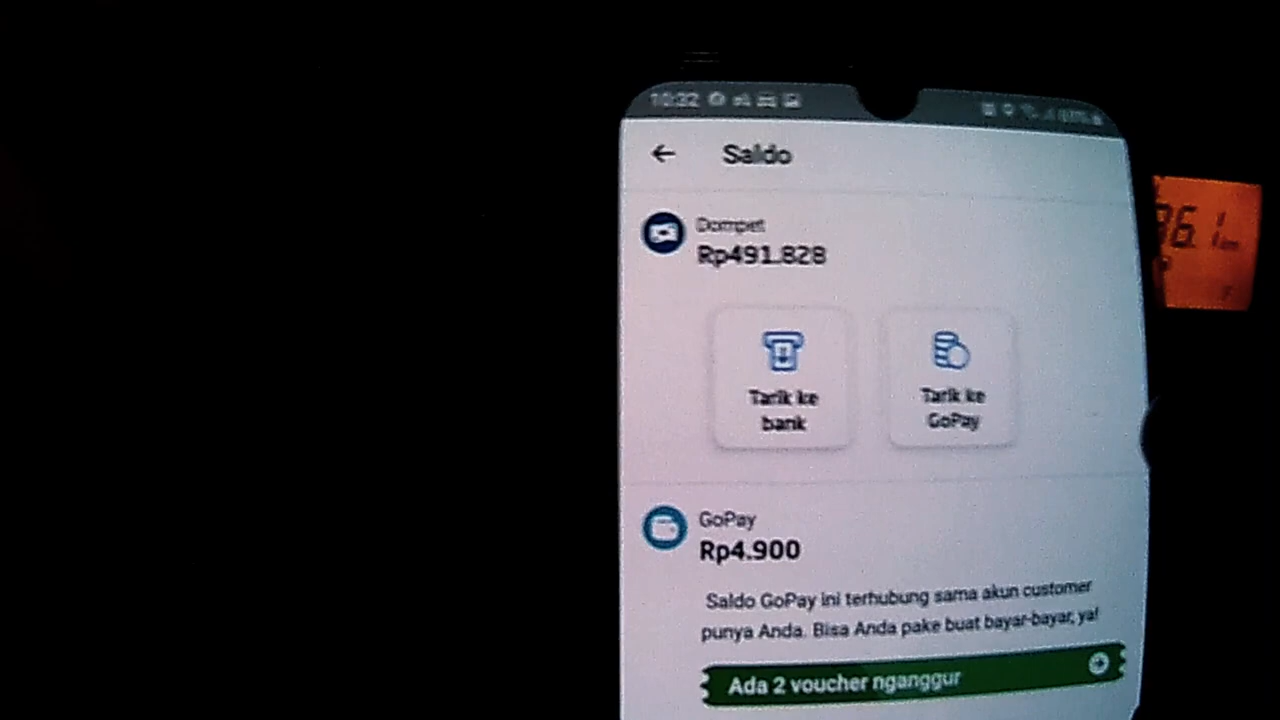 10:32
Saldo
Dompet
Rp491.828
Tarik ke
bank
Tarik ke
GoPay
GoPay
Rp4.900
Saldo GoPay ini terhubung sama akun customer
punya Anda. Bisa Anda pake buat bayar-bayar, ya!
Ada 2 voucher nganggur